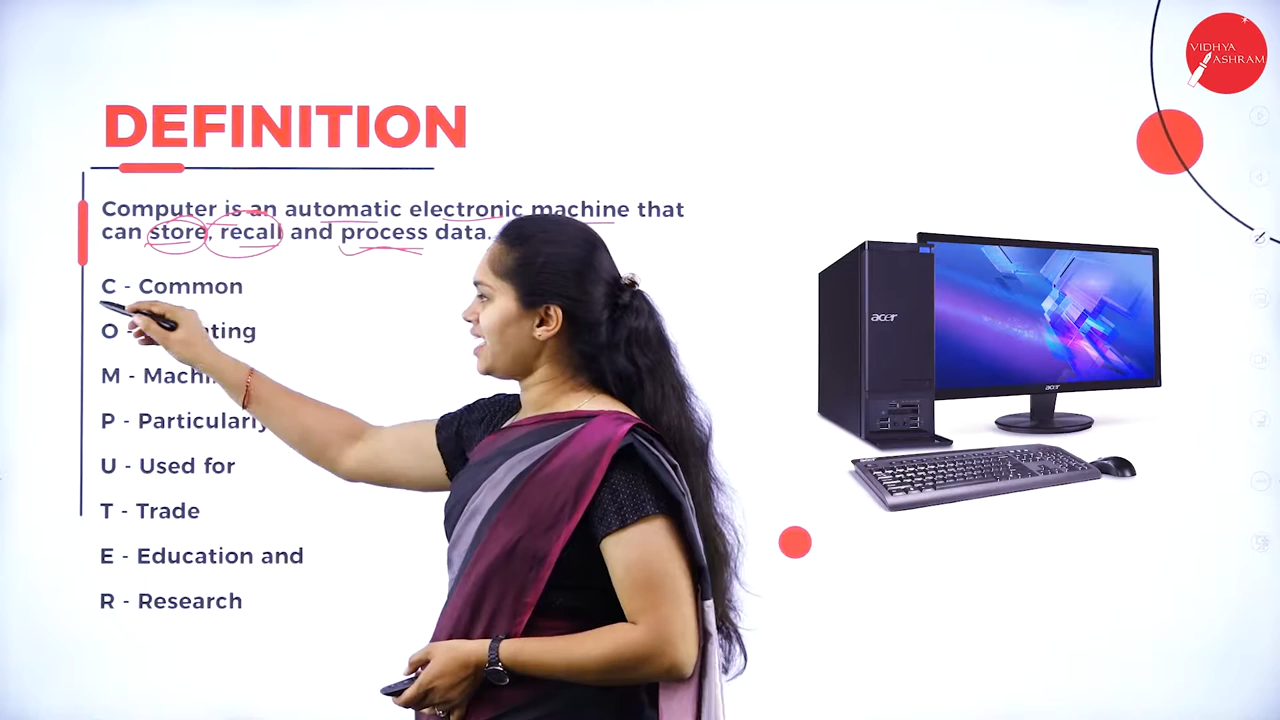 VIDHYA
ASHRAM
DEFINITION
Computer is an automatic electronic machine that
can store, recall and process data.
C - Common
O -
M -
P - Particularly
U - Used for
T - Trade
E - Education and
R - Research
acer
acer